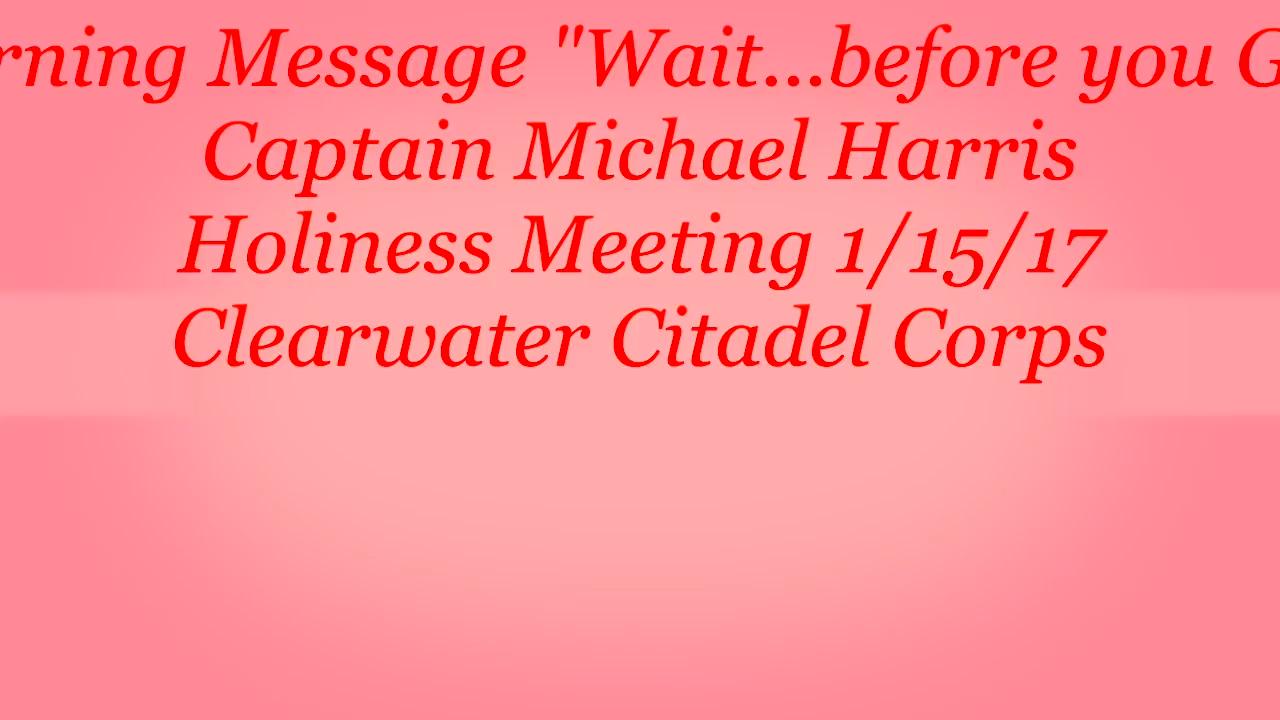 rning Message "Wait...before you G
Captain Michael Harris
Holiness Meeting 1/15/17
Clearwater Citadel Corps